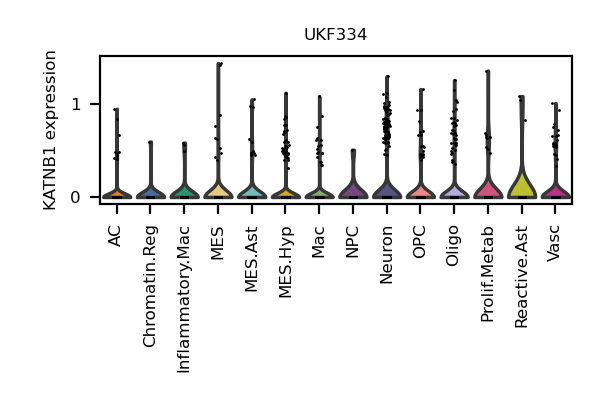 UKF334
KATNB1 expression
1
0
AC
Chromatin.Reg
Inflammatory.Mac
MES
MES.Ast
MES.Hyp
Mac
NPC
Neuron
OPC
Oligo
Prolif.Metab
Reactive.Ast
Vasc